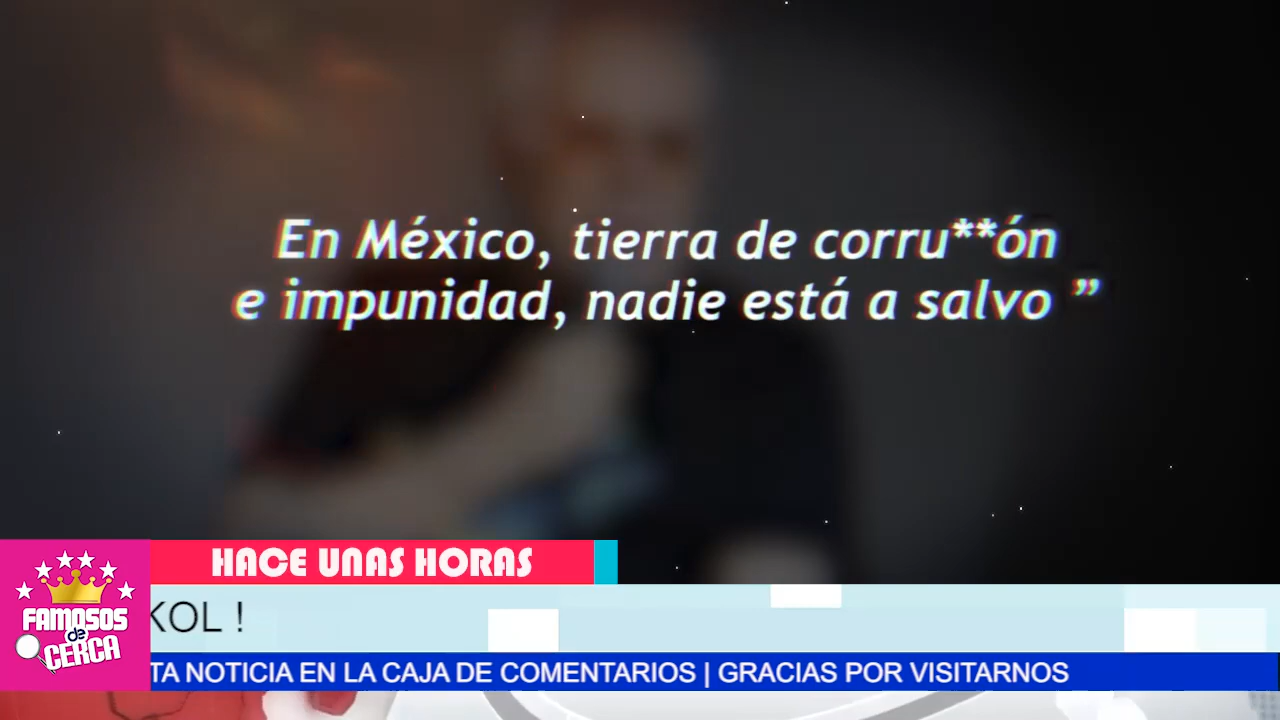 En México, tierra de corru**ón
e impunidad, nadie está a salvo ”
HACE UNAS HORAS
KOL !
FAMOSOS
de
CERCA
TA NOTICIA EN LA CAJA DE COMENTARIOS | GRACIAS POR VISITARNOS